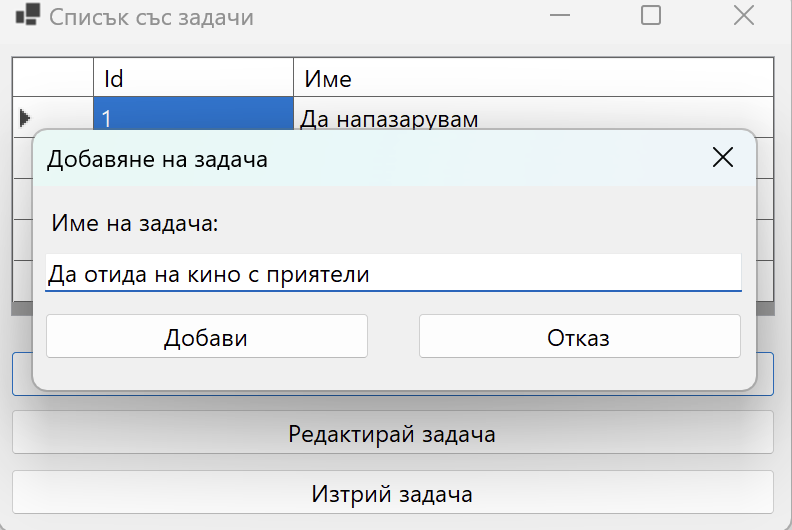 Списък със задачи
Id Име
1 Да напазарувам
Добавяне на задача
Име на задача:
Да отида на кино с приятели
Добави Отказ
Редактирай задача
Изтрий задача